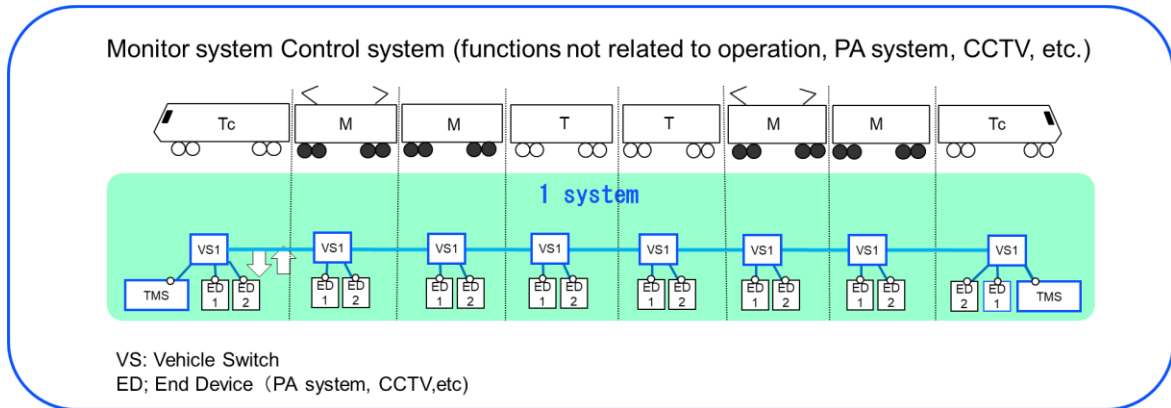 Monitor system Control system (functions not related to operation, PA system, CCTV, etc.)
Tc M M T T M M Tc
1 system
VS1 VS1 VS1 VS1 VS1 VS1 VS1 VS1
TMS ED 1 ED 2 ED 1 ED 2 ED 1 ED 2 ED 1 ED 2 ED 1 ED 2 ED 1 ED 2 ED 1 ED 2 ED 2 ED 1 TMS
VS: Vehicle Switch
ED; End Device（PA system, CCTV,etc)